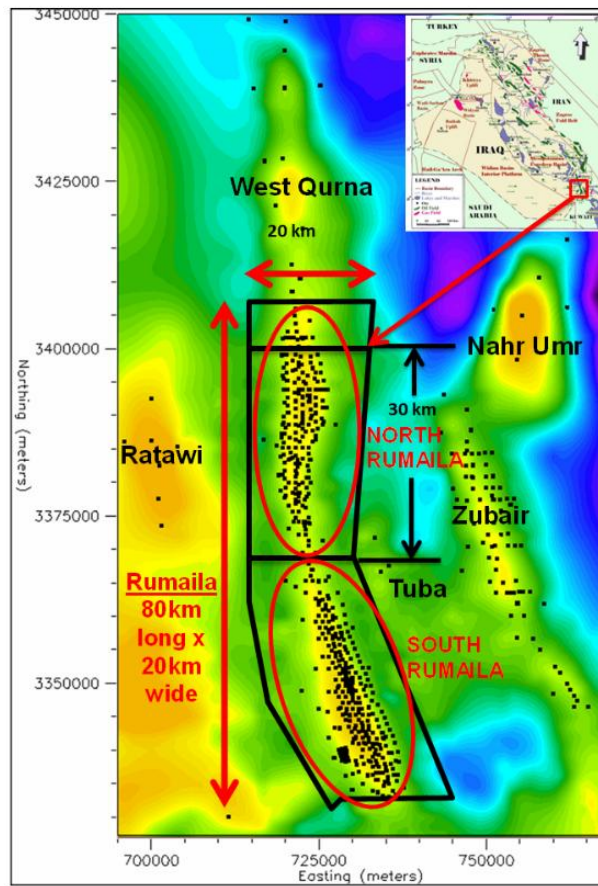 TURKEY
SYRIA
IRAN
IRAQ
SAUDI
ARABIA
KUWAIT
LEGEND
3450000
3425000
3400000
3375000
3350000
Northing (meters)
West Qurna
20 km
Nahr Umr
30 km
NORTH
RUMAILA
Ratawi
Zubair
Tuba
Rumaila
80km
long x
20km
wide
SOUTH
RUMAILA
700000
725000
750000
Easting (meters)